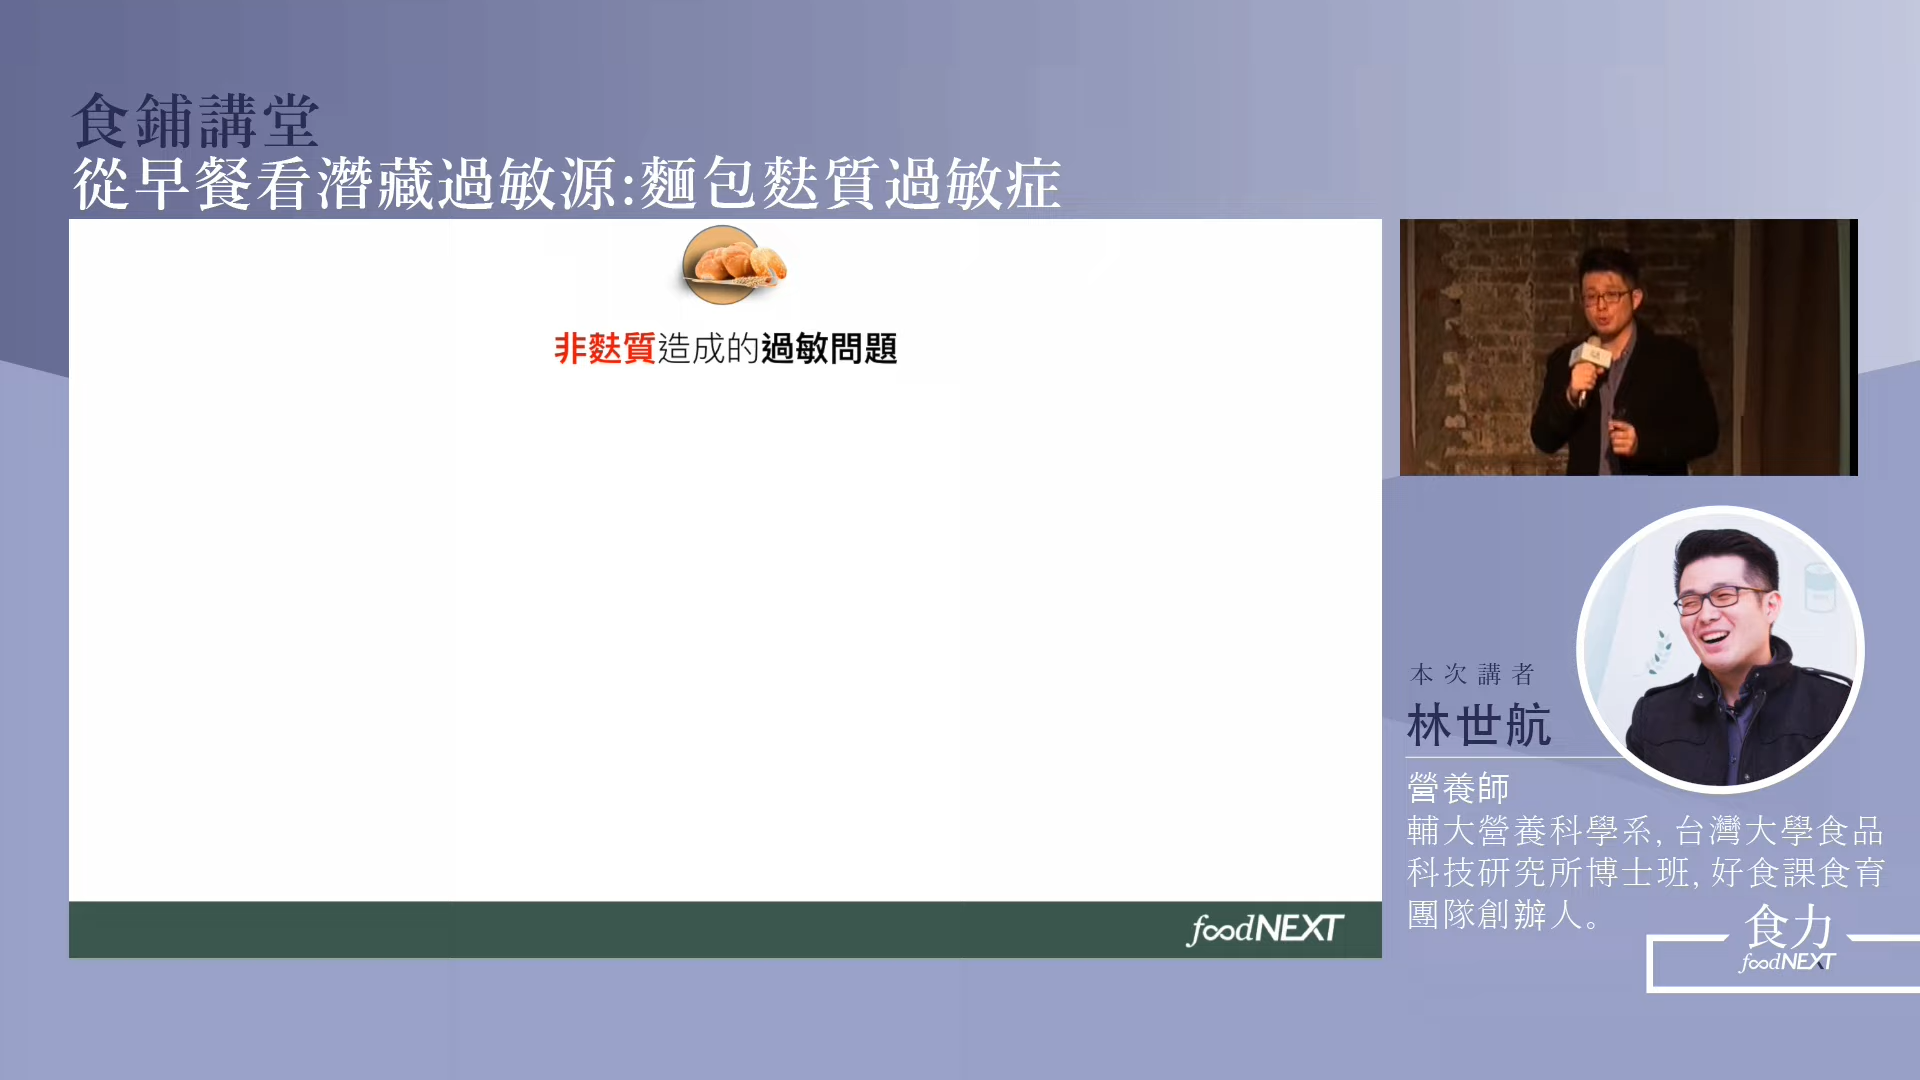 食鋪講堂
從早餐看潛藏過敏源:麵包麩質過敏症
非麩質造成的過敏問題
foodNEXT
本次講者
林世航
營養師
輔大營養科學系, 台灣大學食品
科技研究所博士班, 好食課食育
團隊創辦人。
食力
foodNEXT